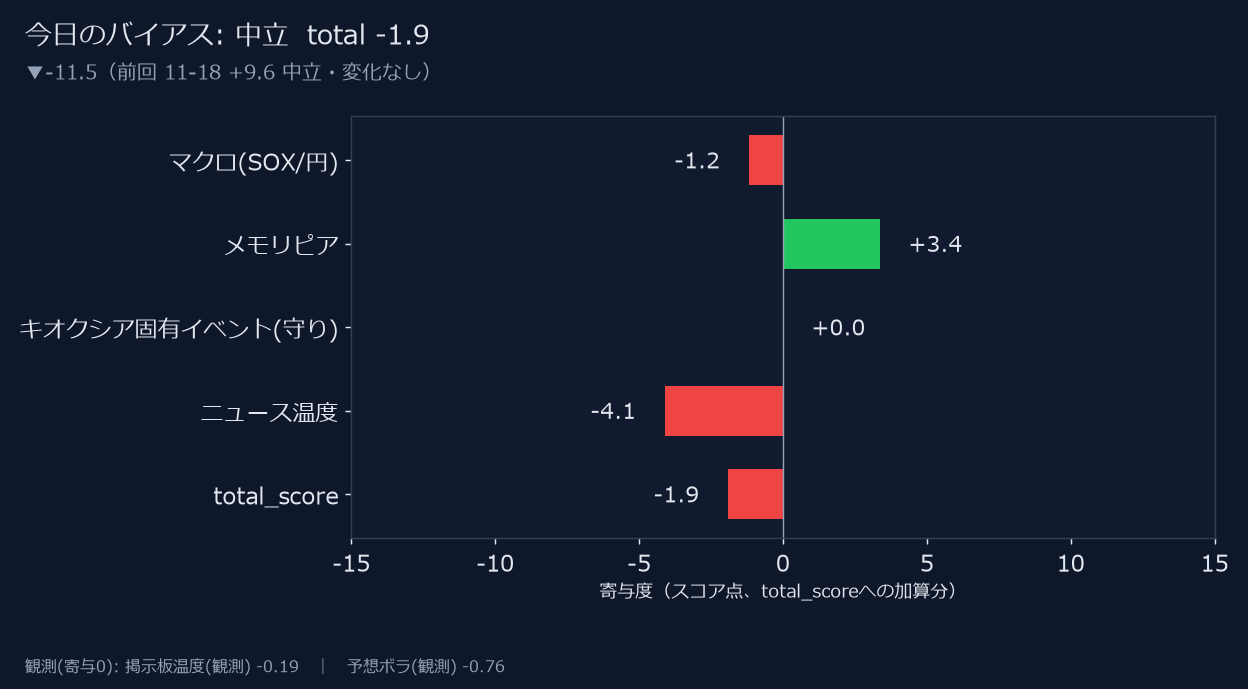 今日のバイアス: 中立 total -1.9
▼-11.5（前回 11-18 +9.6 中立・変化なし）
マクロ(SOX/円)
-1.2
メモリピア
+3.4
キオクシア固有イベント(守り)
+0.0
ニュース温度
-4.1
total_score
-1.9
-15 -10 -5 0 5 10 15
寄与度（スコア点、total_scoreへの加算分）
観測(寄与0): 掲示板温度(観測) -0.19 ｜ 予想ボラ(観測) -0.76